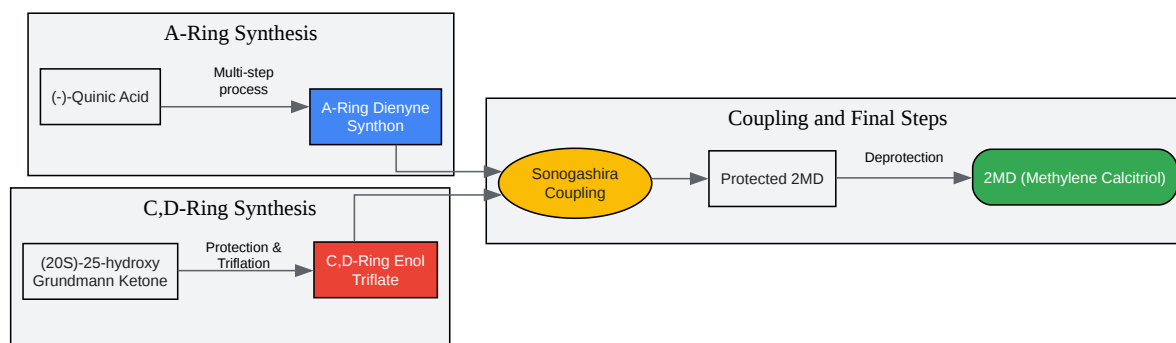 A-Ring Synthesis
(-)-Quinic Acid
Multi-step
process
A-Ring Dienyne
Synthon
C,D-Ring Synthesis
(20S)-25-hydroxy
Grundmann Ketone
Protection &
Triflation
C,D-Ring Enol
Triflate
Coupling and Final Steps
Sonogashira
Coupling
Protected 2MD
Deprotection
2MD (Methylene Calcitriol)